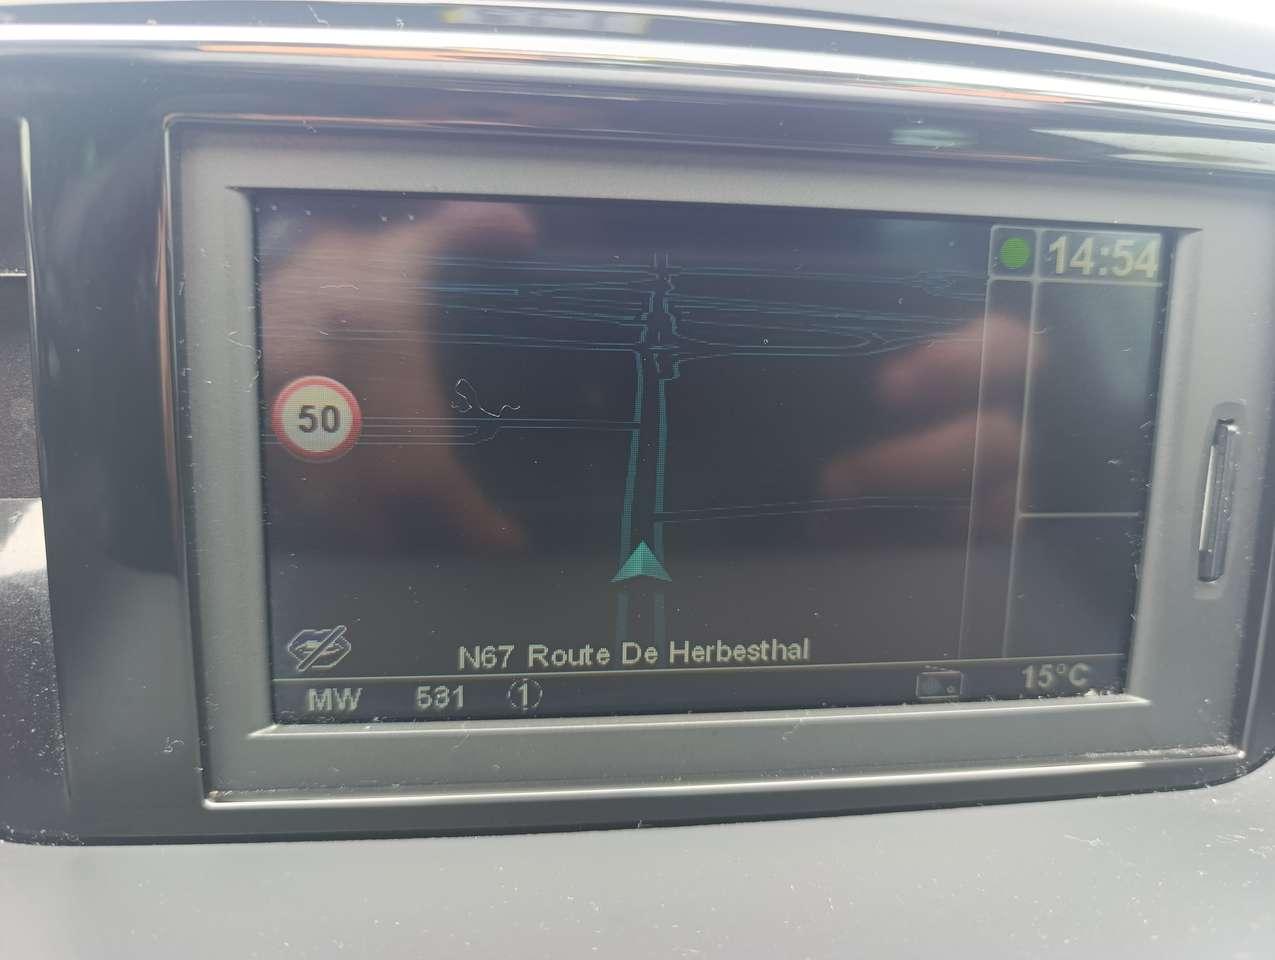 14:54
50
N67 Route De Herbesthal
MW 531 1 15°C